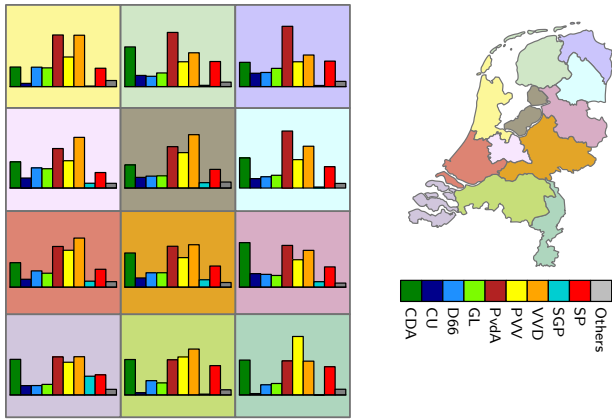 CDA
CU
D66
GL
PvdA
PVV
VVD
SGP
SP
Others